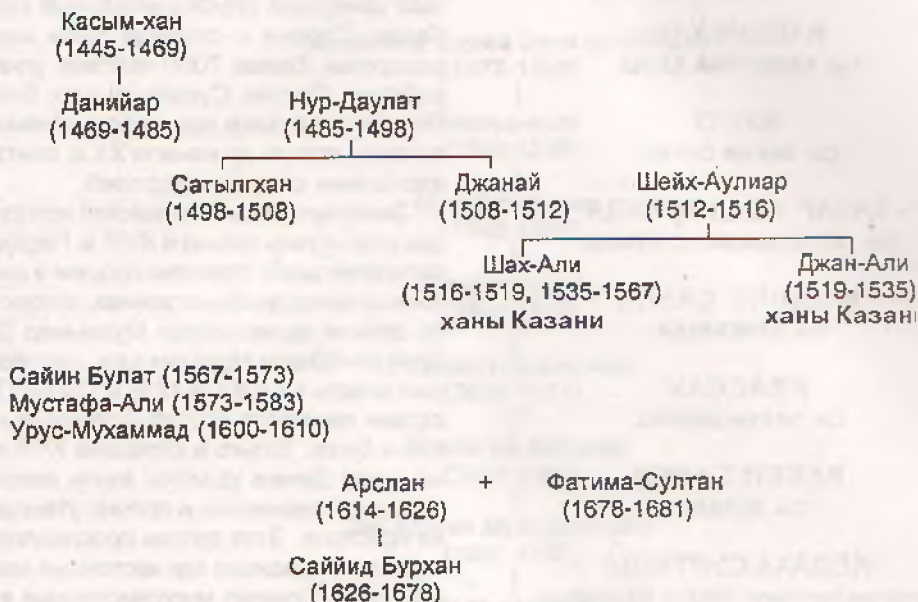 Касым-хан
(1445-1469)
Данийар
(1469-1485)
Нур-Даулат
(1485-1498)
Сатылгхан
(1498-1508)
Джанай
(1508-1512)
Шейх-Аулиар
(1512-1516)
Шах-Али
(1516-1519, 1535-1567)
ханы Казани
Джан-Али
(1519-1535)
ханы Казани
Сайин Булат (1567-1573)
Мустафа-Али (1573-1583)
Урус-Мухаммад (1600-1610)
Арслан + Фатима-Султан
(1614-1626) (1678-1681)
Саййид Бурхан
(1626-1678)